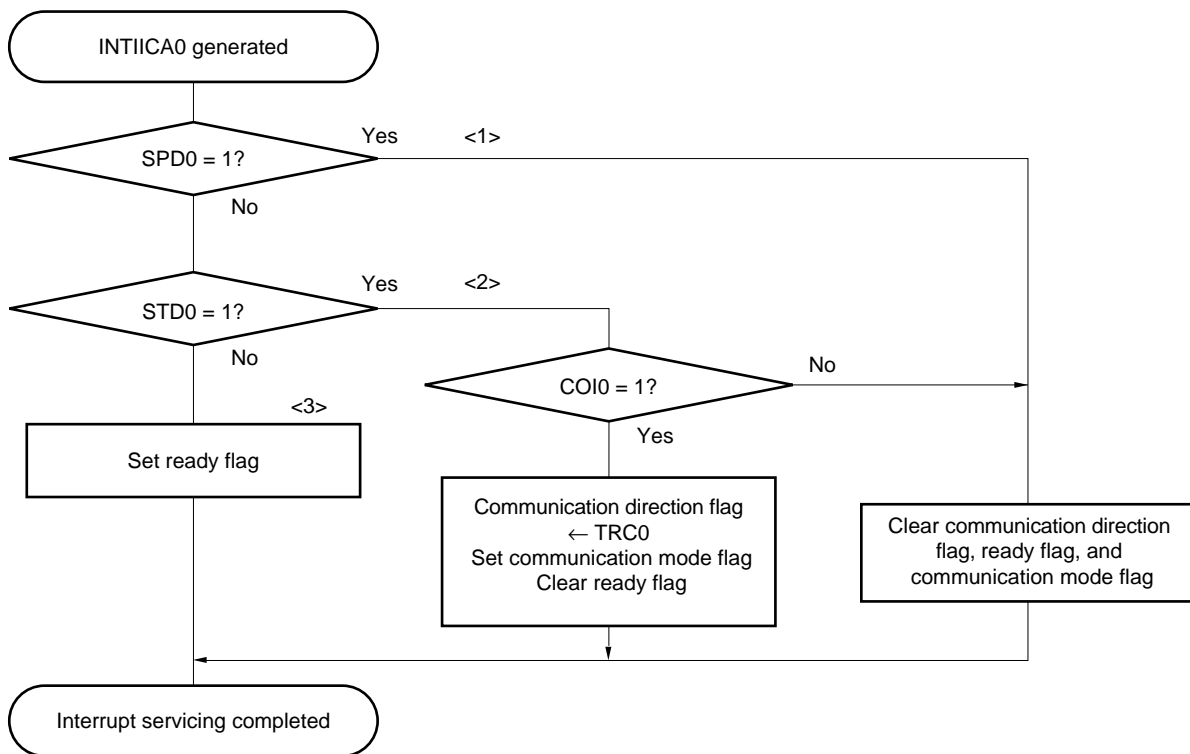 INTIICA0 generated
Yes
<1>
SPD0 = 1?
No
Yes
<2>
STD0 = 1?
No
COI0 = 1?
No
<3>
Yes
Set ready flag
Communication direction flag
← TRC0
Set communication mode flag
Clear ready flag
Clear communication direction
flag, ready flag, and
communication mode flag
Interrupt servicing completed